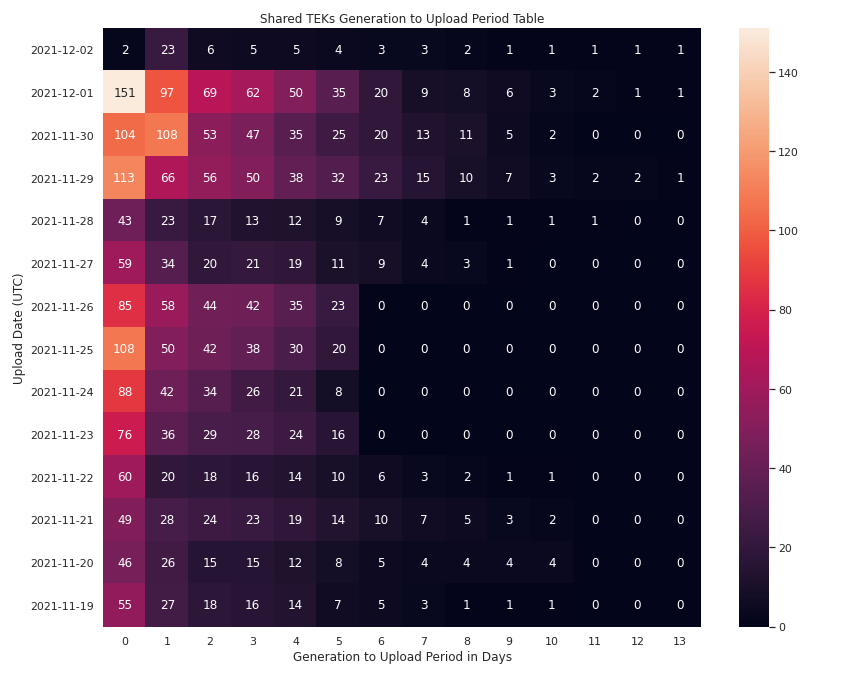 Shared TEKs Generation to Upload Period Table
Upload Date (UTC)
2021-12-02 2 23 6 5 5 4 3 3 2 1 1 1 1 1
2021-12-01 151 97 69 62 50 35 20 9 8 6 3 2 1 1
2021-11-30 104 108 53 47 35 25 20 13 11 5 2 0 0 0
2021-11-29 113 66 56 50 38 32 23 15 10 7 3 2 2 1
2021-11-28 43 23 17 13 12 9 7 4 1 1 1 1 0 0
2021-11-27 59 34 20 21 19 11 9 4 3 1 0 0 0 0
2021-11-26 85 58 44 42 35 23 0 0 0 0 0 0 0 0
2021-11-25 108 50 42 38 30 20 0 0 0 0 0 0 0 0
2021-11-24 88 42 34 26 21 8 0 0 0 0 0 0 0 0
2021-11-23 76 36 29 28 24 16 0 0 0 0 0 0 0 0
2021-11-22 60 20 18 16 14 10 6 3 2 1 1 0 0 0
2021-11-21 49 28 24 23 19 14 10 7 5 3 2 0 0 0
2021-11-20 46 26 15 15 12 8 5 4 4 4 4 0 0 0
2021-11-19 55 27 18 16 14 7 5 3 1 1 1 0 0 0
0 1 2 3 4 5 6 7 8 9 10 11 12 13
Generation to Upload Period in Days
140
120
100
80
60
40
20
0